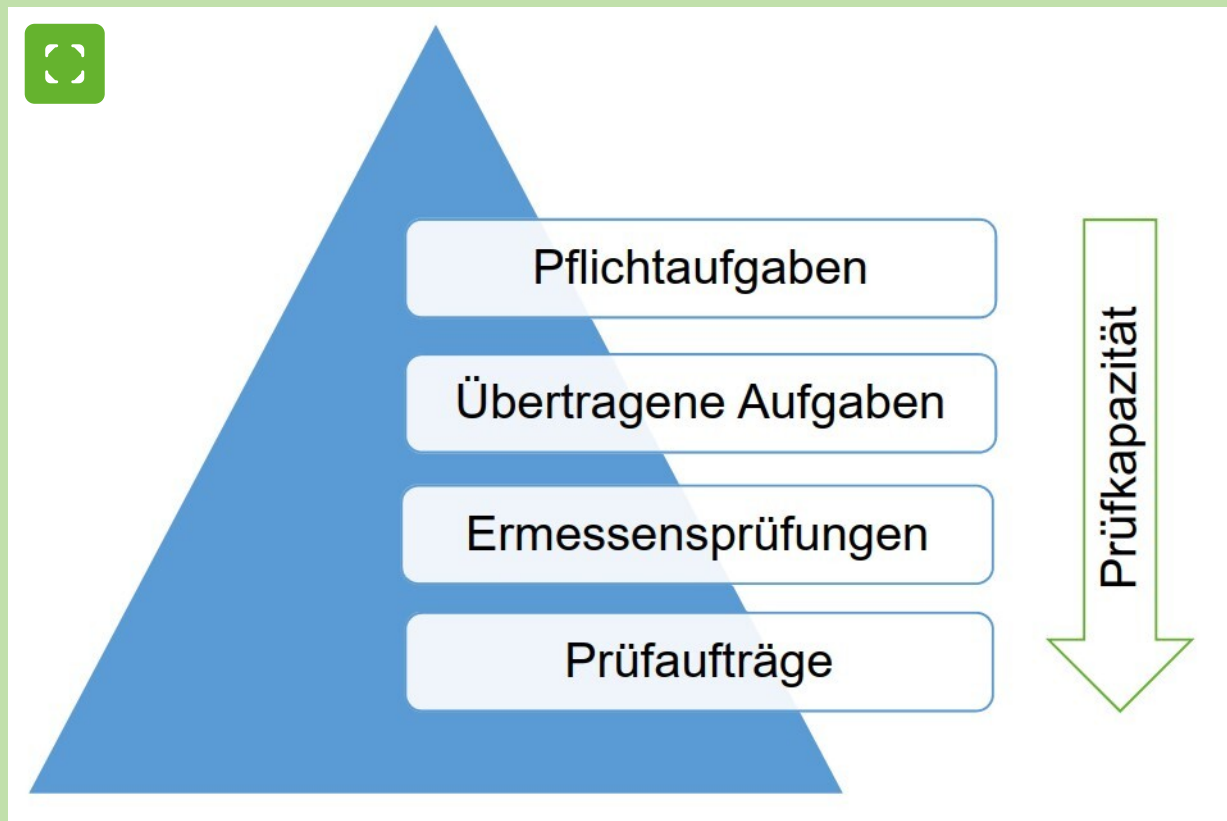 Pflichtaufgaben
Übertragene Aufgaben
Ermessensprüfungen
Prüfaufträge
Prüfkapazität